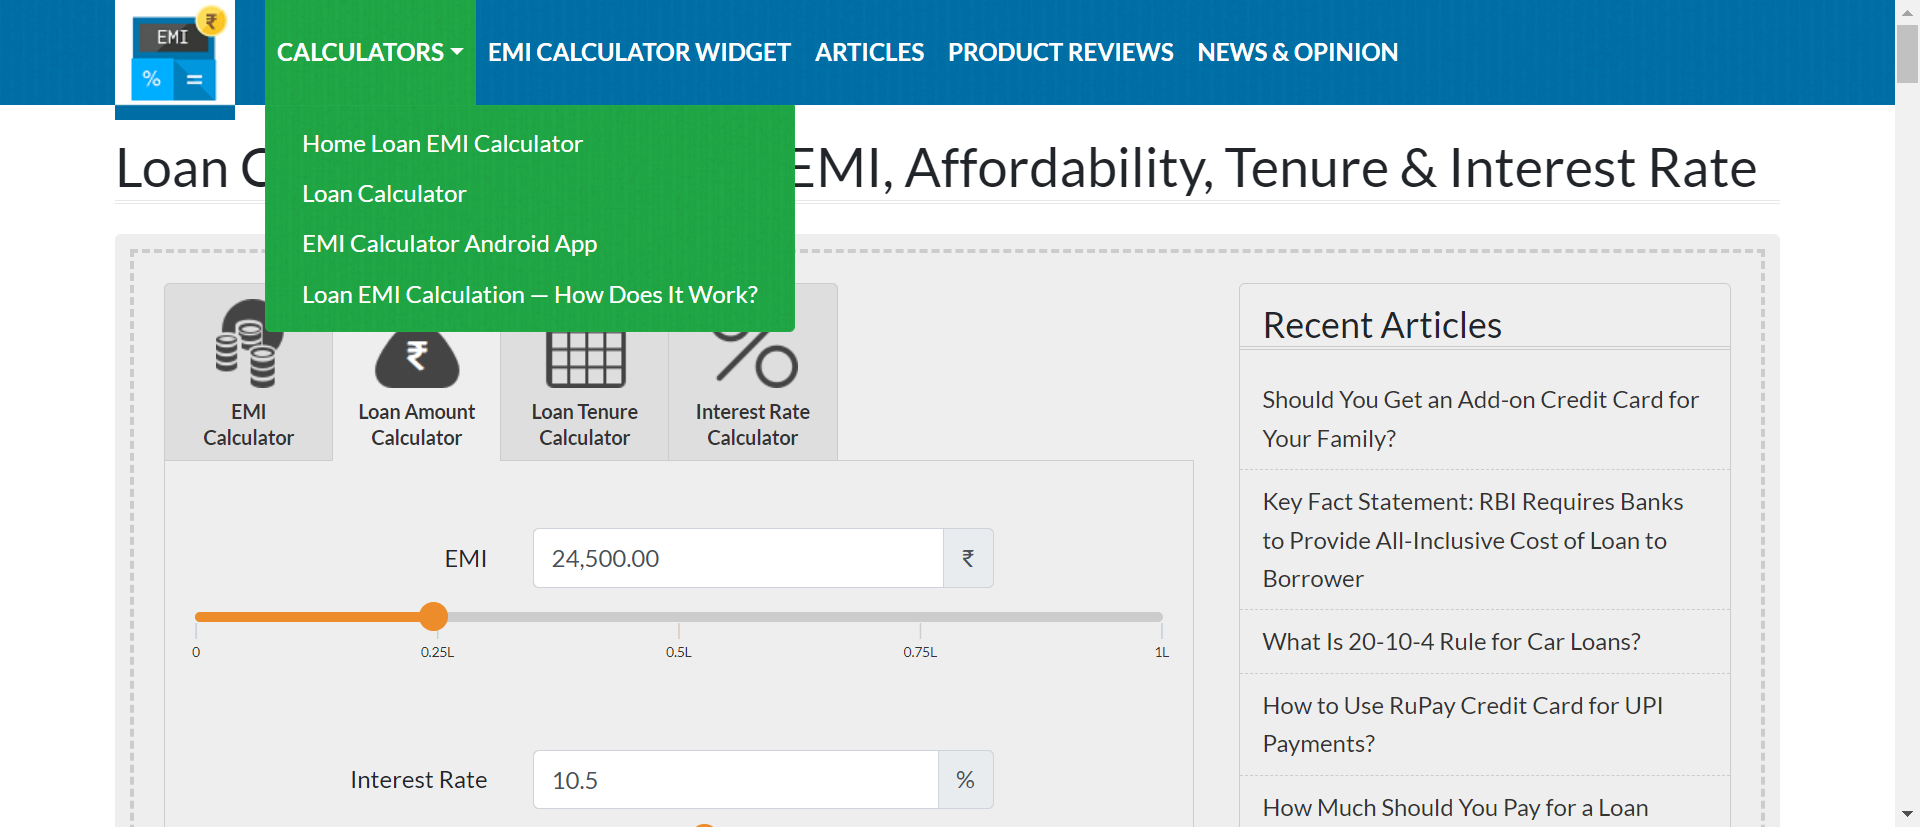 EMI
₹
%
=
CALCULATORS
EMI CALCULATOR WIDGET
ARTICLES
PRODUCT REVIEWS
NEWS & OPINION
Home Loan EMI Calculator
Loan Calculator
EMI Calculator Android App
Loan EMI Calculation — How Does It Work?
Loan C
EMI, Affordability, Tenure & Interest Rate
EMI
Calculator
₹
Loan Amount
Calculator
Loan Tenure
Calculator
Interest Rate
Calculator
EMI
24,500.00
₹
0
0.25L
0.5L
0.75L
1L
Interest Rate
10.5
%
Recent Articles
Should You Get an Add-on Credit Card for
Your Family?
Key Fact Statement: RBI Requires Banks
to Provide All-Inclusive Cost of Loan to
Borrower
What Is 20-10-4 Rule for Car Loans?
How to Use RuPay Credit Card for UPI
Payments?
How Much Should You Pay for a Loan